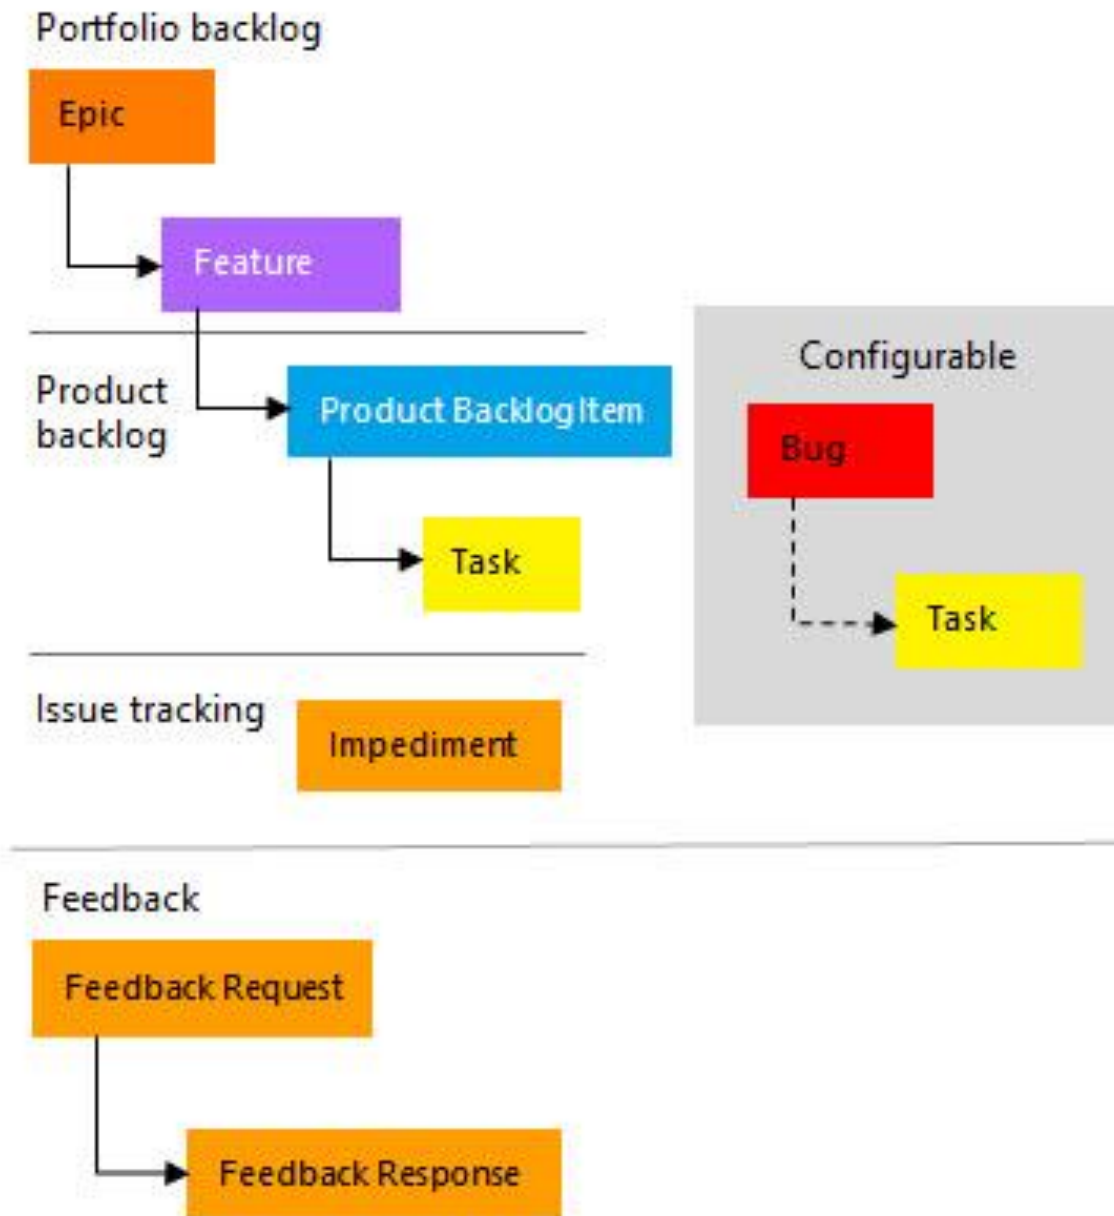 Portfolio backlog
Epic
Feature
Product
backlog
Product Backlog Item
Task
Configurable
Bug
Task
Issue tracking
Impediment
Feedback
Feedback Request
Feedback Response